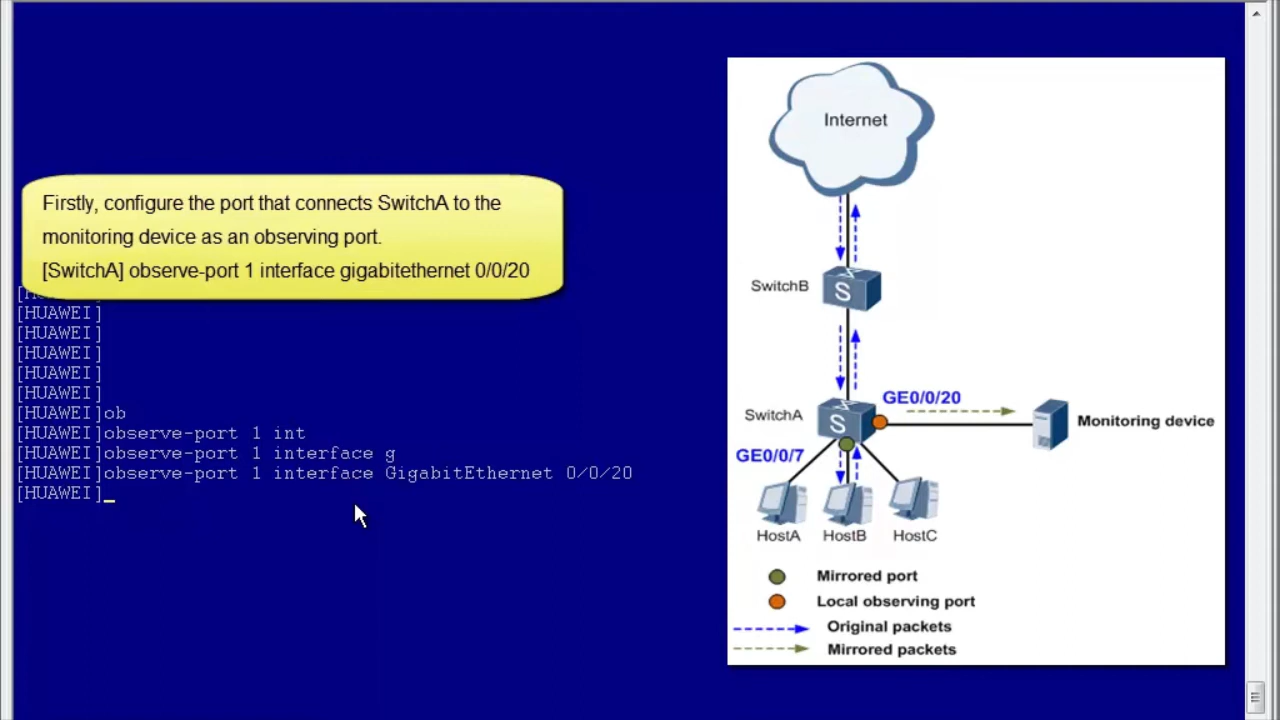 Firstly, configure the port that connects SwitchA to the
monitoring device as an observing port.
[SwitchA] observe-port 1 interface gigabitethernet 0/0/20
[HUAWEI]
[HUAWEI]
[HUAWEI]
[HUAWEI]
[HUAWEI]
[HUAWEI]ob
[HUAWEI]observe-port 1 int
[HUAWEI]observe-port 1 interface g
[HUAWEI]observe-port 1 interface GigabitEthernet 0/0/20
[HUAWEI]_
Internet
SwitchB
S
SwitchA
S
GE0/0/20
Monitoring device
GE0/0/7
HostA HostB HostC
Mirrored port
Local observing port
Original packets
Mirrored packets